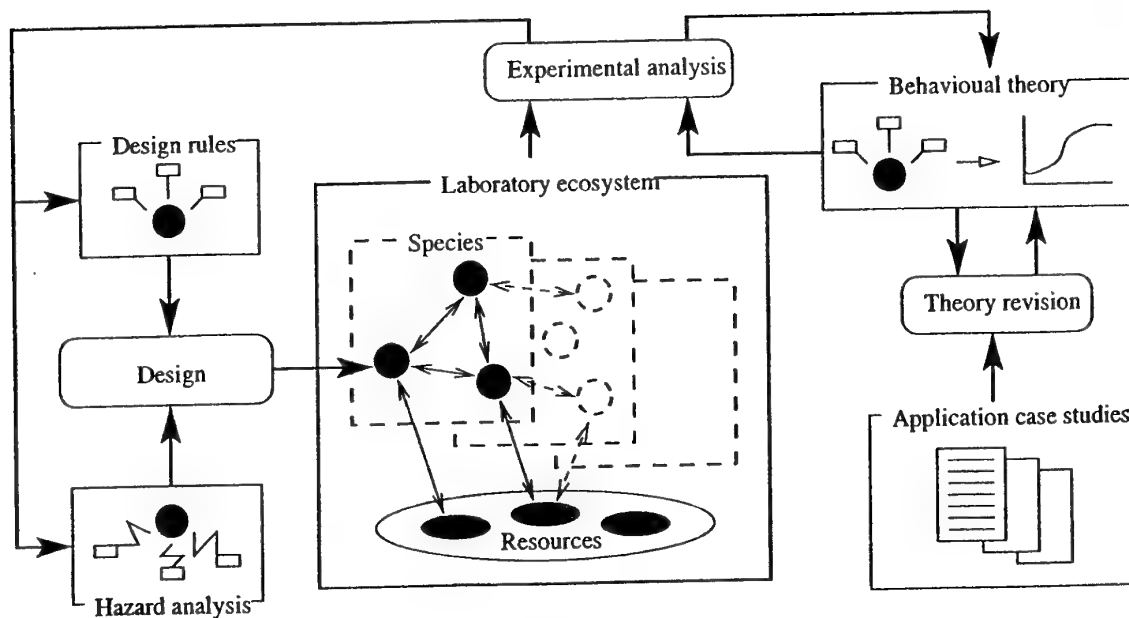 Experimental analysis
Behavioual theory
Design rules
Laboratory ecosystem
Species
Theory revision
Design
Application case studies
Resources
Hazard analysis